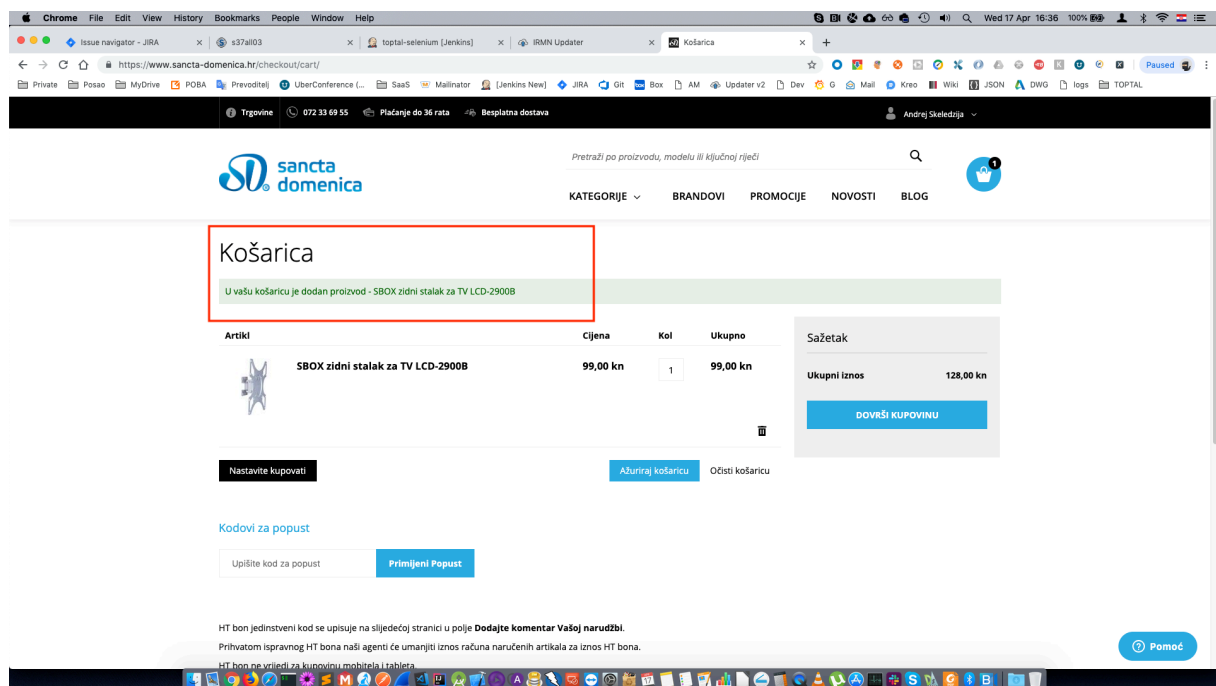 Chrome File Edit View History Bookmarks People Window Help Wed 17 Apr 16:36 100%
Issue navigator - JIRA s37all03 toptal-selenium [Jenkins] IRMN Updater Košarica
https://www.sancta-domenica.hr/checkout/cart/ Paused
Private Posao MyDrive POBA Prevoditelj UberConference (... SaaS Mailinator [Jenkins New] JIRA Git Box AM Updater v2 Dev G Mail Kreo Wiki JSON DWG logs TOPTAL
Trgovine 072 33 69 55 Plaćanje do 36 rata Besplatna dostava Andrej Skeledzija
Pretraži po proizvodu, modelu ili ključnoj riječi
sancta
domenica
1
KATEGORIJE BRANDOVI PROMOCIJE NOVOSTI BLOG
Košarica
U vašu košaricu je dodan proizvod - SBOX zidni stalak za TV LCD-2900B
Artikl Cijena Kol Ukupno
SBOX zidni stalak za TV LCD-2900B 99,00 kn 1 99,00 kn
Sažetak
Ukupni iznos 128,00 kn
DOVRŠI KUPOVINU
Nastavite kupovati Ažuriraj košaricu Očisti košaricu
Kodovi za popust
Upišite kod za popust Primijeni Popust
HT bon jedinstveni kod se upisuje na slijedećoj stranici u polje Dodajte komentar Vašoj narudžbi.
Prihvatom ispravnog HT bona naši agenti će umanjiti iznos računa naručenih artikala za iznos HT bona.
HT bon ne vrijedi za kupovinu mobitela i tableta.
Pomoć